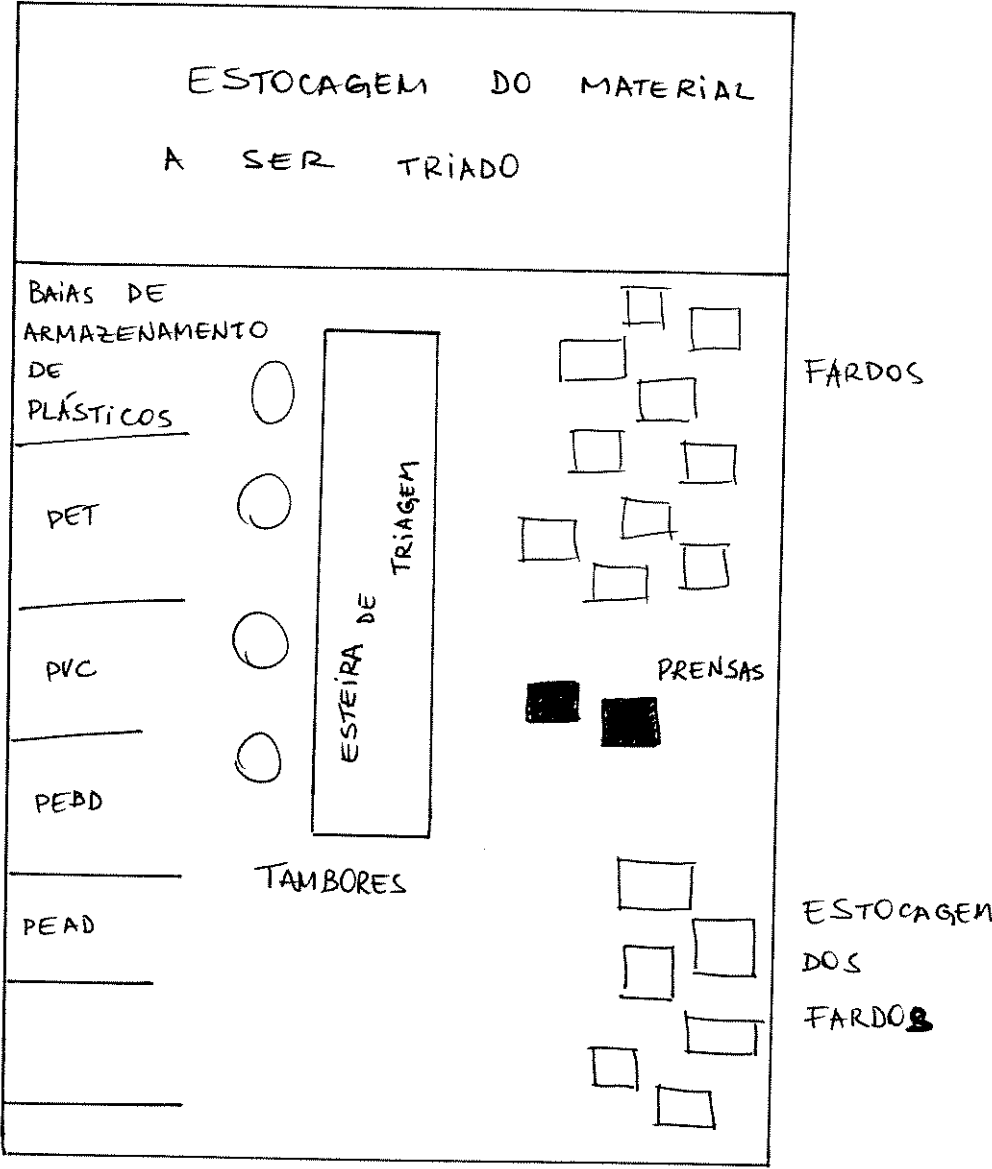 ESTOCAGEM DO MATERIAL
A SER TRIADO
BAIAS DE
ARMAZENAMENTO
DE
PLÁSTICOS
PET
PVC
PEBD
PEAD
ESTEIRA DE TRIAGEM
TAMBORES
FARDOS
PRENSAS
ESTOCAGEM
DOS
FARDOS